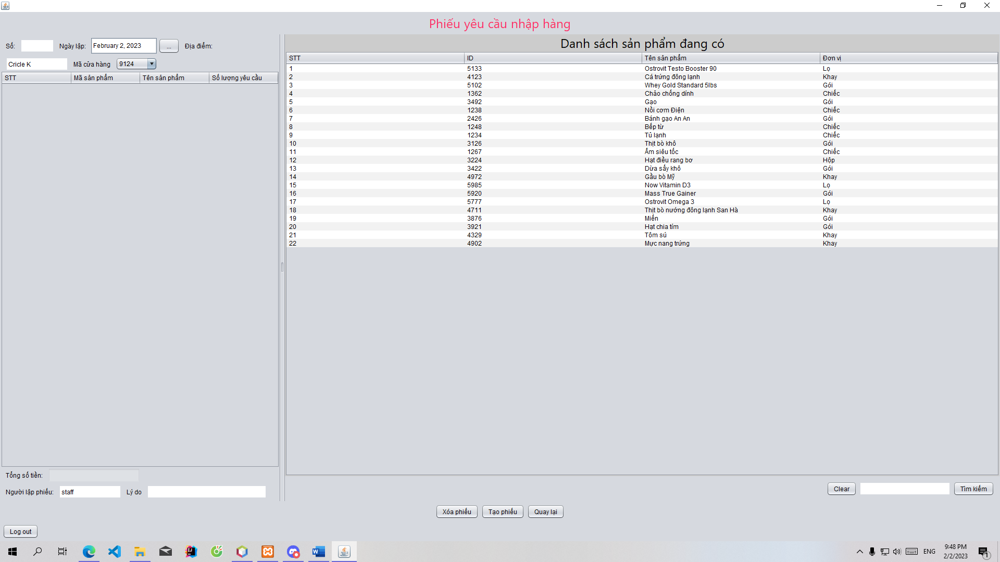 Phiếu yêu cầu nhập hàng
Số: Ngày lập: February 2, 2023 ... Địa điểm:
Cricle K Mã cửa hàng 9124
STT Mã sản phẩm Tên sản phẩm Số lượng yêu cầu
Tổng số tiền:
Người lập phiếu: staff Lý do
Danh sách sản phẩm đang có
STT ID Tên sản phẩm Đơn vị
1 5133 Ostrovit Testo Booster 90 Lọ
2 4123 Cá trứng đông lạnh Khay
3 5102 Whey Gold Standard 5lbs Gói
4 1362 Chảo chống dính Chiếc
5 3492 Gạo Gói
6 1238 Nồi cơm Điện Chiếc
7 2426 Bánh gạo An An Gói
8 1248 Bếp từ Chiếc
9 1234 Tủ lạnh Chiếc
10 3126 Thịt bò khô Gói
11 1267 Ấm siêu tốc Chiếc
12 3224 Hạt điều rang bơ Hộp
13 3422 Dừa sấy khô Gói
14 4972 Gầu bò Mỹ Khay
15 5985 Now Vitamin D3 Lọ
16 5920 Mass True Gainer Gói
17 5777 Ostrovit Omega 3 Lọ
18 4711 Thịt bò nướng đông lạnh San Hà Khay
19 3876 Miến Gói
20 3921 Hạt chia tím Gói
21 4329 Tôm sú Khay
22 4902 Mực nang trứng Khay
Clear Tìm kiếm
Xóa phiếu Tạo phiếu Quay lại
Log out
ENG 9:48 PM
2/2/2023 1